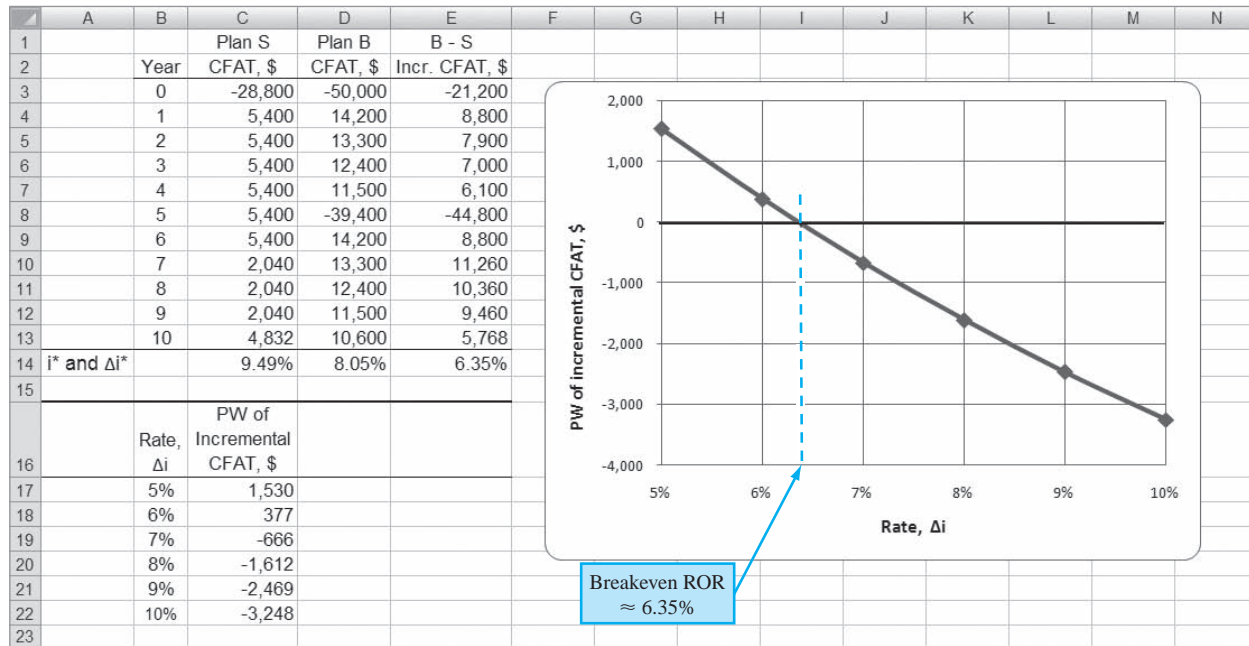 A B C D E F G H I J K L M N
1 Plan S Plan B B - S
2 Year CFAT, $ CFAT, $ Incr. CFAT, $
3 0 -28,800 -50,000 -21,200
4 1 5,400 14,200 8,800
5 2 5,400 13,300 7,900
6 3 5,400 12,400 7,000
7 4 5,400 11,500 6,100
8 5 5,400 -39,400 -44,800
9 6 5,400 14,200 8,800
10 7 2,040 13,300 11,260
11 8 2,040 12,400 10,360
12 9 2,040 11,500 9,460
13 10 4,832 10,600 5,768
14 i* and Δi* 9.49% 8.05% 6.35%
15
PW of
Rate, Incremental
16 Δi CFAT, $
17 5% 1,530
18 6% 377
19 7% -666
20 8% -1,612
21 9% -2,469
22 10% -3,248
23
PW of incremental CFAT, $
2,000
1,000
0
-1,000
-2,000
-3,000
-4,000
5% 6% 7% 8% 9% 10%
Rate, Δi
Breakeven ROR
≈ 6.35%